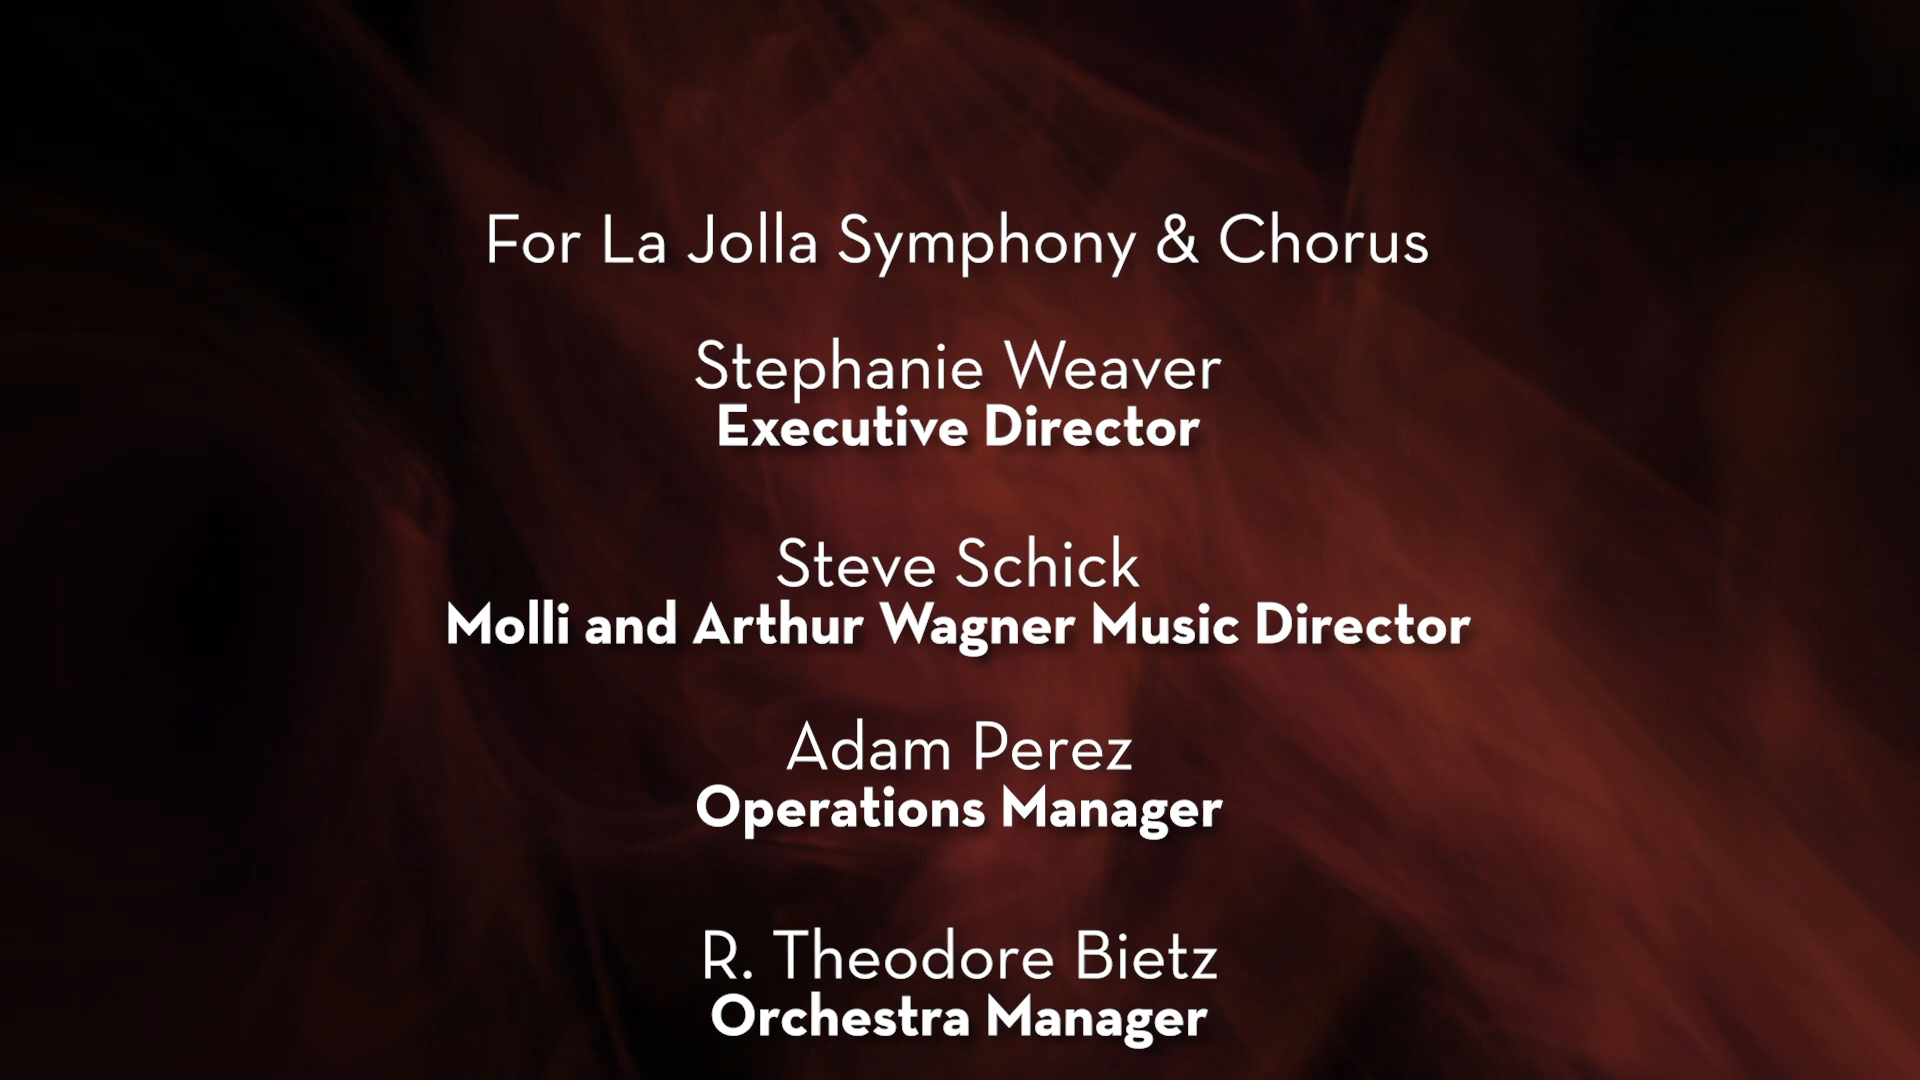 For La Jolla Symphony & Chorus
Stephanie Weaver
Executive Director
Steve Schick
Molli and Arthur Wagner Music Director
Adam Perez
Operations Manager
R. Theodore Bietz
Orchestra Manager